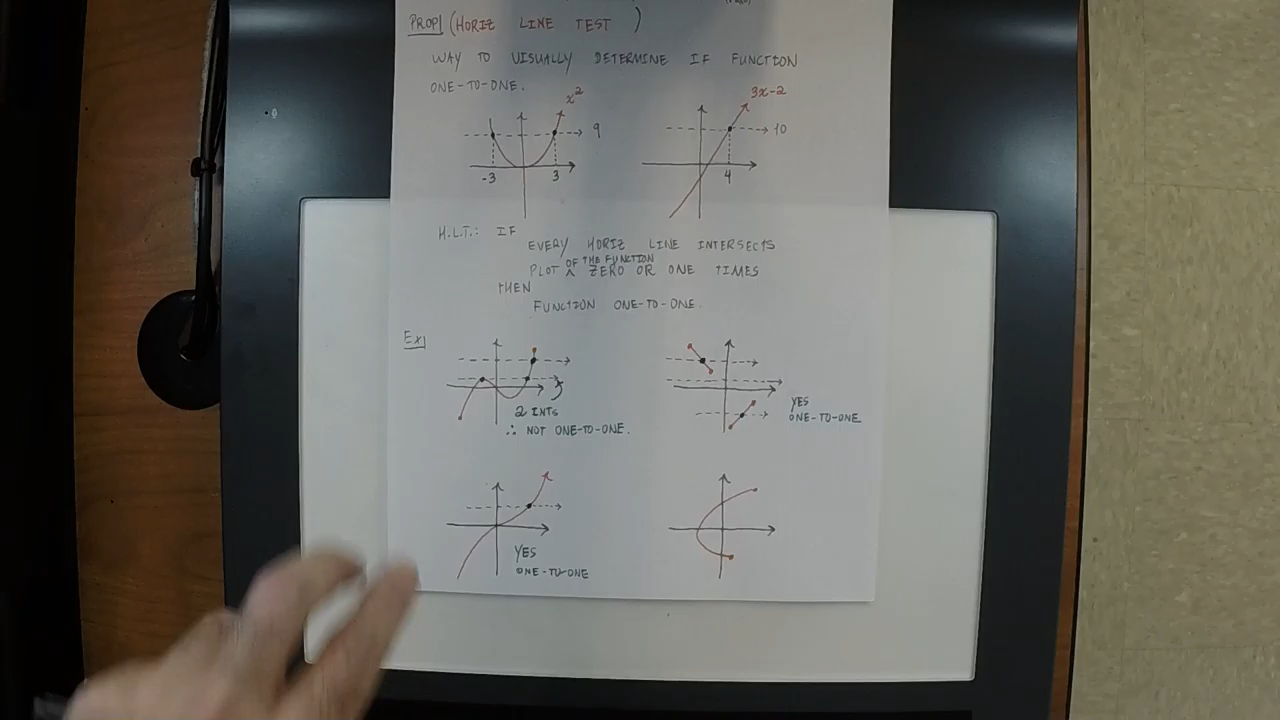 PROP (HORIZ LINE TEST )
WAY TO VISUALLY DETERMINE IF FUNCTION
ONE-TO-ONE.
x²
9
-3
3
3x-2
10
4
H.L.T.: IF
EVERY HORIZ LINE INTERSECTS
OF THE FUNCTION
PLOT ^ ZERO OR ONE TIMES
THEN
FUNCTION ONE-TO-ONE.
Ex
2 INTS
∴ NOT ONE-TO-ONE.
YES
ONE-TO-ONE
YES
ONE-TO-ONE